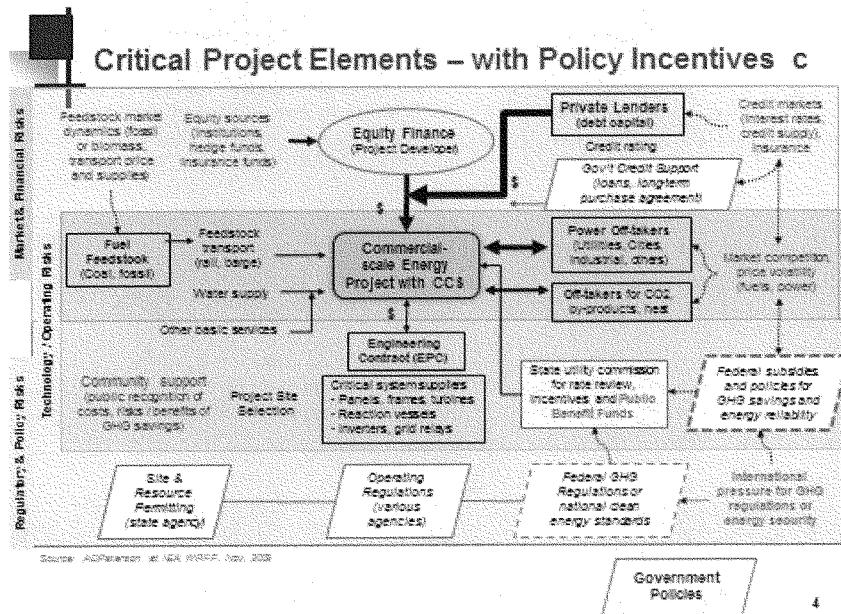 Critical Project Elements – with Policy Incentives c
Market & Financial Risks
Technology / Operating Risks
Regulatory & Policy Risks
Feedstock market
dynamics (fossil
or biomass,
transport price
and supplies)
Equity sources
(institutions,
hedge funds,
insurance funds)
Equity Finance
(Project Developer)
Private Lenders
(debt capital)
Credit rating
Credit markets
(interest rates,
credit supply),
insurance
Gov't Credit Support
(loans, long-term
purchase agreement)
$
$
Fuel
Feedstock
(Coal, fossil)
Feedstock
transport
(rail, barge)
Water supply
Other basic services
Commercial-
scale Energy
Project with CCS
Power Off-takers
(Utilities, Cities,
Industrial, others)
Off-takers for CO2,
by-products, heat
Market competition,
price volatility
(fuels, power)
$
Engineering
Contract (EPC)
Critical system suppliers
- Panels, frames, turbines
- Reaction vessels
- Inverters, grid relays
Community support
(public recognition of
costs, risks / benefits of
GHG savings)
Project Site
Selection
State utility commission
for rate review,
incentives, and Public
Benefit Funds
Federal subsidies
and policies for
GHG savings and
energy reliability
Site &
Resource
Permitting
(state agency)
Operating
Regulations
(various
agencies)
Federal GHG
Regulations or
national clean
energy standards
International
pressure for GHG
regulations or
energy security
Source: at Nov.
Government
Policies
4